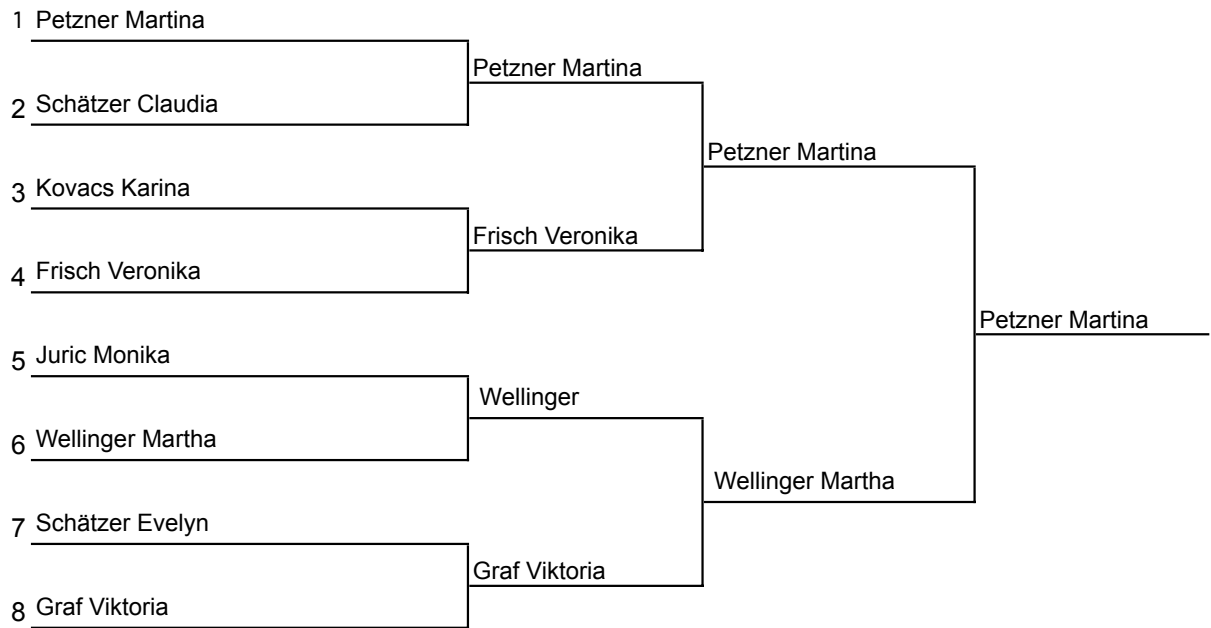 1 Petzner Martina
Petzner Martina
2 Schätzer Claudia
Petzner Martina
3 Kovacs Karina
Frisch Veronika
4 Frisch Veronika
Petzner Martina
5 Juric Monika
Wellinger
6 Wellinger Martha
Wellinger Martha
7 Schätzer Evelyn
Graf Viktoria
8 Graf Viktoria